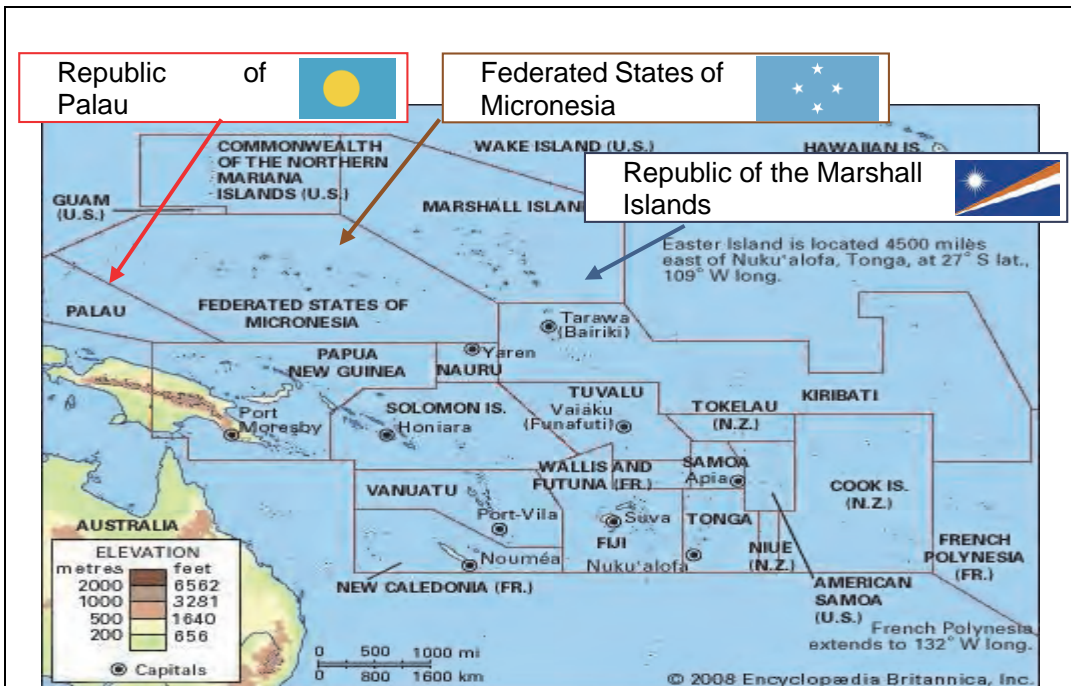 Republic of
Palau
Federated States of
Micronesia
Republic of the Marshall
Islands
COMMONWEALTH
OF THE NORTHERN
MARIANA
ISLANDS (U.S.)
WAKE ISLAND (U.S.)
HAWAIIAN IS.
GUAM
(U.S.)
MARSHALL ISLAND
Easter Island is located 4500 miles
east of Nuku'alofa, Tonga, at 27° S lat.,
109° W long.
PALAU
FEDERATED STATES OF
MICRONESIA
Tarawa
(Bairiki)
PAPUA
NEW GUINEA
Yaren
NAURU
KIRIBATI
TUVALU
Vaiaku
(Funafuti)
TOKELAU
(N.Z.)
SOLOMON IS.
Honiara
Port
Moresby
WALLIS AND
FUTUNA (FR.)
SAMOA
Apia
COOK IS.
(N.Z.)
VANUATU
Port-Vila
Suva
FIJI
TONGA
Nuku'alofa
NIUE
(N.Z.)
FRENCH
POLYNESIA
(FR.)
AUSTRALIA
Nouméa
NEW CALEDONIA (FR.)
AMERICAN
SAMOA
(U.S.)
French Polynesia
extends to 132° W long.
ELEVATION
metres feet
2000 6562
1000 3281
500 1640
200 656
Capitals
0 500 1000 mi
0 800 1600 km
© 2008 Encyclopædia Britannica, Inc.